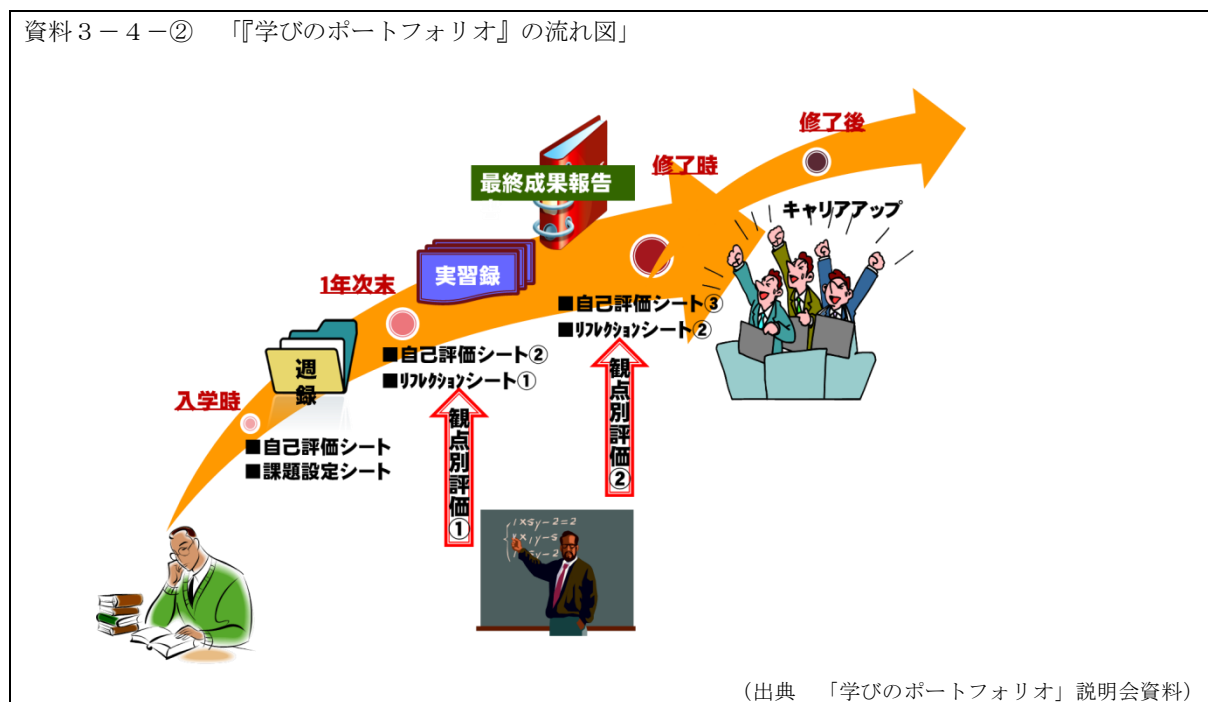 資料３－４－② 「『学びのポートフォリオ』の流れ図」
修了後
修了時
最終成果報告
キャリアアップ
実習録
1年次末
■自己評価シート③
■ﾘﾌﾚｸｼｮﾝシート②
週録
■自己評価シート②
■ﾘﾌﾚｸｼｮﾝシート①
入学時
■自己評価シート
■課題設定シート
観点別評価①
観点別評価②
（出典 「学びのポートフォリオ」説明会資料）